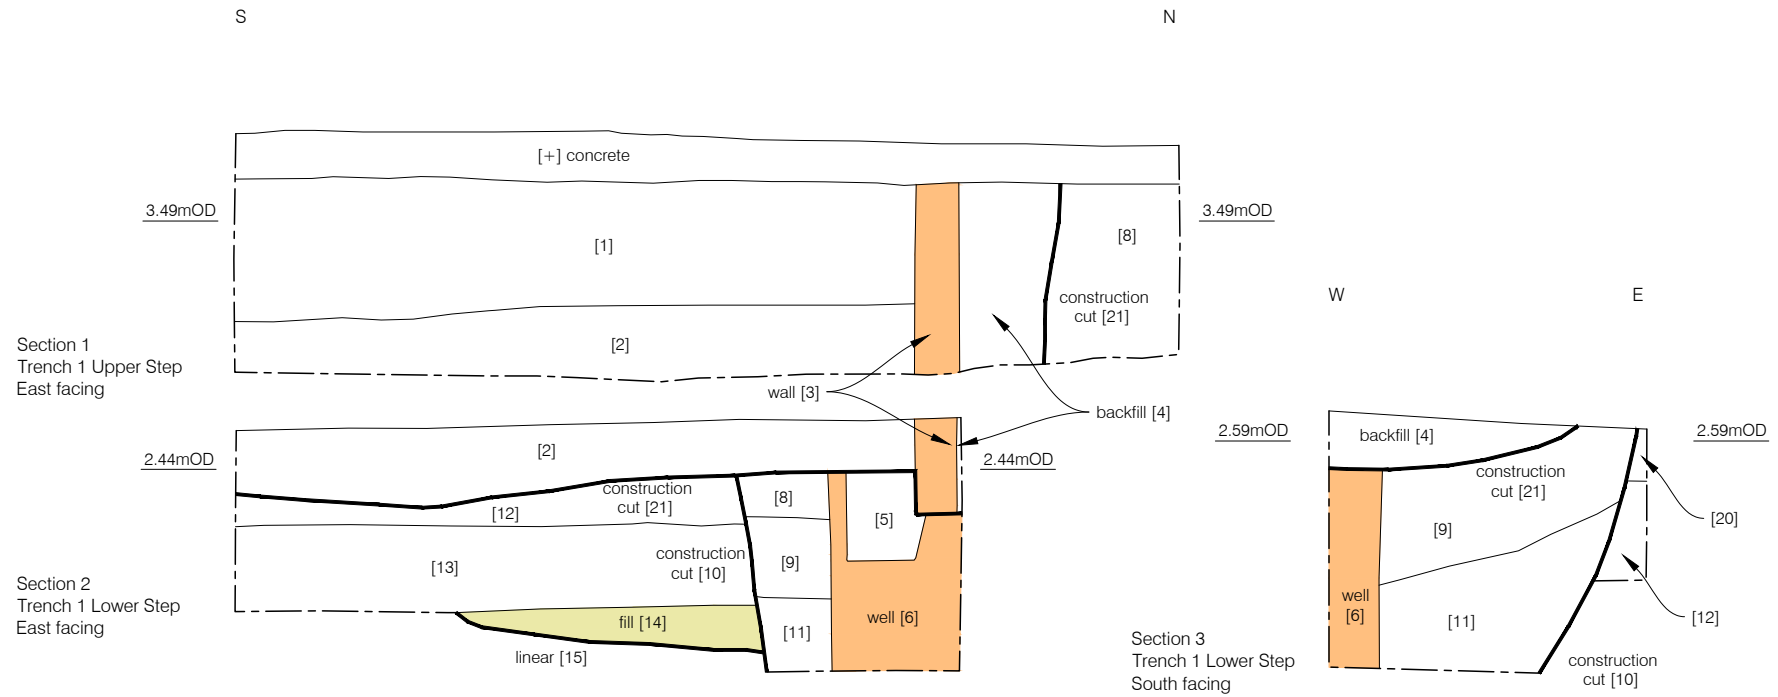 S
N
[+] concrete
3.49mOD
3.49mOD
[1]
[8]
construction
cut [21]
[2]
Section 1
Trench 1 Upper Step
East facing
wall [3]
backfill [4]
2.44mOD
2.44mOD
[2]
construction
cut [21]
[12]
[8]
[5]
construction
cut [10]
[9]
[13]
Section 2
Trench 1 Lower Step
East facing
fill [14]
well [6]
[11]
linear [15]
W
E
2.59mOD
2.59mOD
backfill [4]
construction
cut [21]
[20]
[9]
well
[6]
[11]
[12]
Section 3
Trench 1 Lower Step
South facing
construction
cut [10]